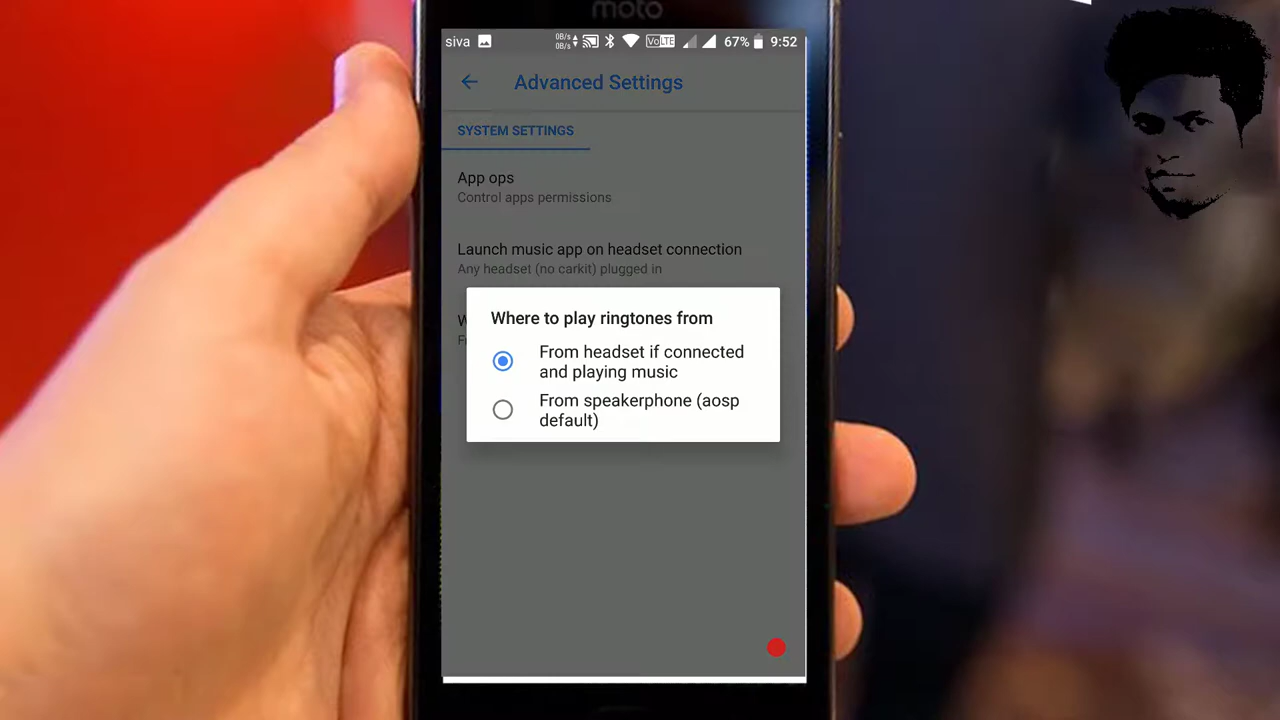 moto
siva 0B/s 0B/s VoLTE 67% 9:52
Advanced Settings
SYSTEM SETTINGS
App ops
Control apps permissions
Launch music app on headset connection
Any headset (no carkit) plugged in
Where to play ringtones from
From headset if connected
and playing music
From speakerphone (aosp
default)